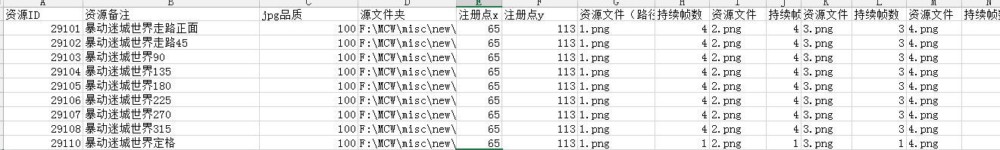 A B C D E F G H I J K L M N
资源ID 资源备注 jpg品质 源文件夹 注册点x 注册点y 资源文件（路径 持续帧数 资源文件 持续帧 资源文件 持续帧数 资源文件 持续帧数
29101 暴动迷城世界走路正面 100 F:\MCW\misc\new\ 65 113 1.png 4 2.png 4 3.png 3 4.png
29102 暴动迷城世界走路45 100 F:\MCW\misc\new\ 65 113 1.png 4 2.png 4 3.png 3 4.png
29103 暴动迷城世界90 100 F:\MCW\misc\new\ 65 113 1.png 4 2.png 4 3.png 3 4.png
29104 暴动迷城世界135 100 F:\MCW\misc\new\ 65 113 1.png 4 2.png 4 3.png 3 4.png
29105 暴动迷城世界180 100 F:\MCW\misc\new\ 65 113 1.png 4 2.png 4 3.png 3 4.png
29106 暴动迷城世界225 100 F:\MCW\misc\new\ 65 113 1.png 4 2.png 4 3.png 3 4.png
29107 暴动迷城世界270 100 F:\MCW\misc\new\ 65 113 1.png 4 2.png 4 3.png 3 4.png
29108 暴动迷城世界315 100 F:\MCW\misc\new\ 65 113 1.png 4 2.png 4 3.png 3 4.png
29110 暴动迷城世界定格 100 F:\MCW\misc\new\ 65 113 1.png 1 2.png 1 3.png 1 4.png